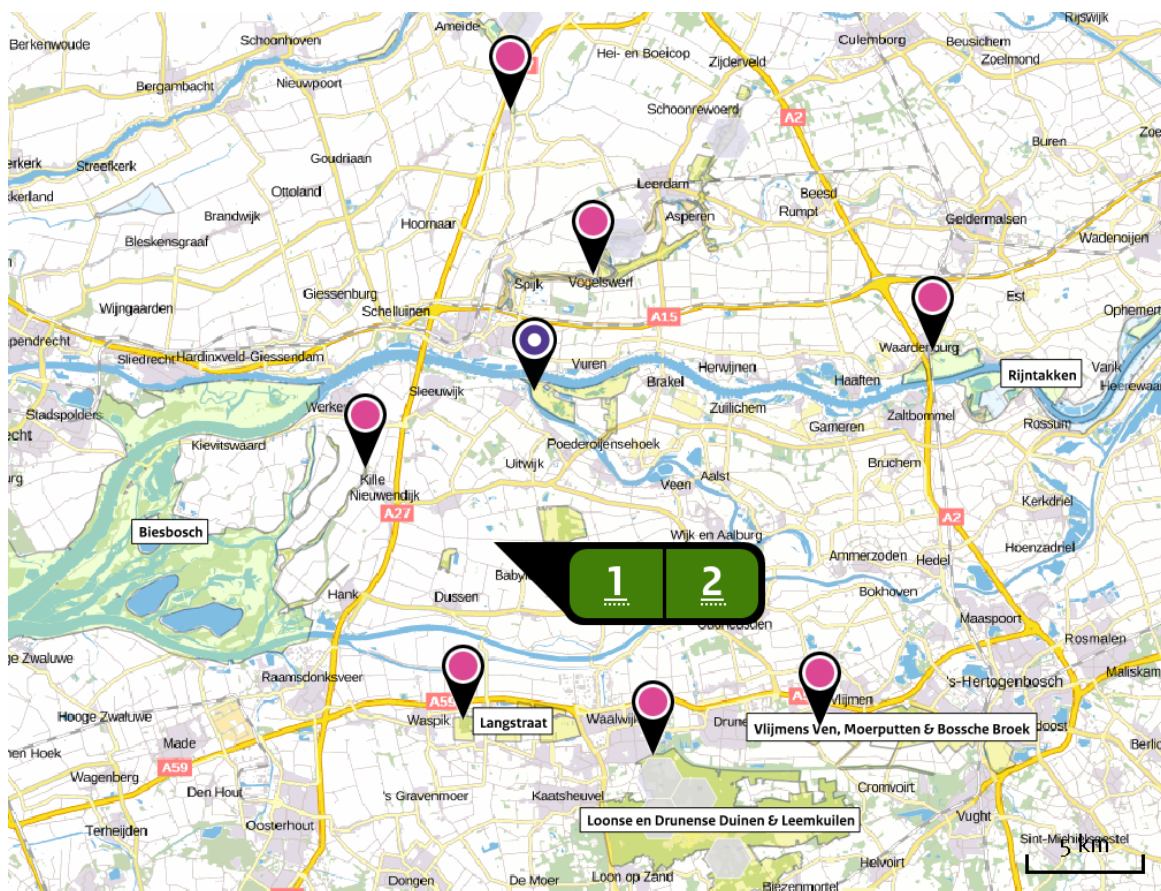 Ameide
Rijswijk
Berkenwoude
Schoonhoven
Hei- en Boeicop
Culemborg
Beusichem
Zijderveld
Zoelmond
Bergambacht
Nieuwpoort
Schoonrewoerd
A2
Buren
Streefkerk
Goudriaan
Ottoland
Leerdam
Beesd
Brandwijk
Hoornaar
Asperen
Rumpt
Geldermalsen
Bleskensgraaf
Wadenoijen
Spijk
Vogelswerf
Giessenburg
Est
Wijngaarden
Schelluinen
A15
Ophemert
Waardenburg
Sliedrecht
Hardinxveld-Giessendam
Vuren
Herwijnen
Varik
Rijntakken
Brakel
Haaften
Sleeuwijk
Stadspolders
Zuilichem
Zaltbommel
Gameren
Rossum
Kievitswaard
Poederoijensehoek
Uitwijk
Bruchem
Kille
Aalst
Veen
Nieuwendijk
Kerkdriel
A27
A2
Biesbosch
Wijk en Aalburg
Hoenzadriel
Ammerzoden
Hedel
1
2
Hank
Dussen
Bokhoven
Maaspoort
Rosmalen
Raamsdonksveer
's-Hertogenbosch
Vlijmen
Hooge Zwaluwe
Waspik
Langstraat
Waalwijk
Made
Vlijmens Ven, Moerputten & Bossche Broek
A59
Wagenberg
Den Hout
's Gravenmoer
Kaatsheuvel
Cromvoirt
Vught
Terheijden
Oosterhout
Loonse en Drunense Duinen & Leemkuilen
Sint-Michielsgestel
5 km
Helvoirt
Dongen
De Moer
Loon op Zand
Biezenmortel